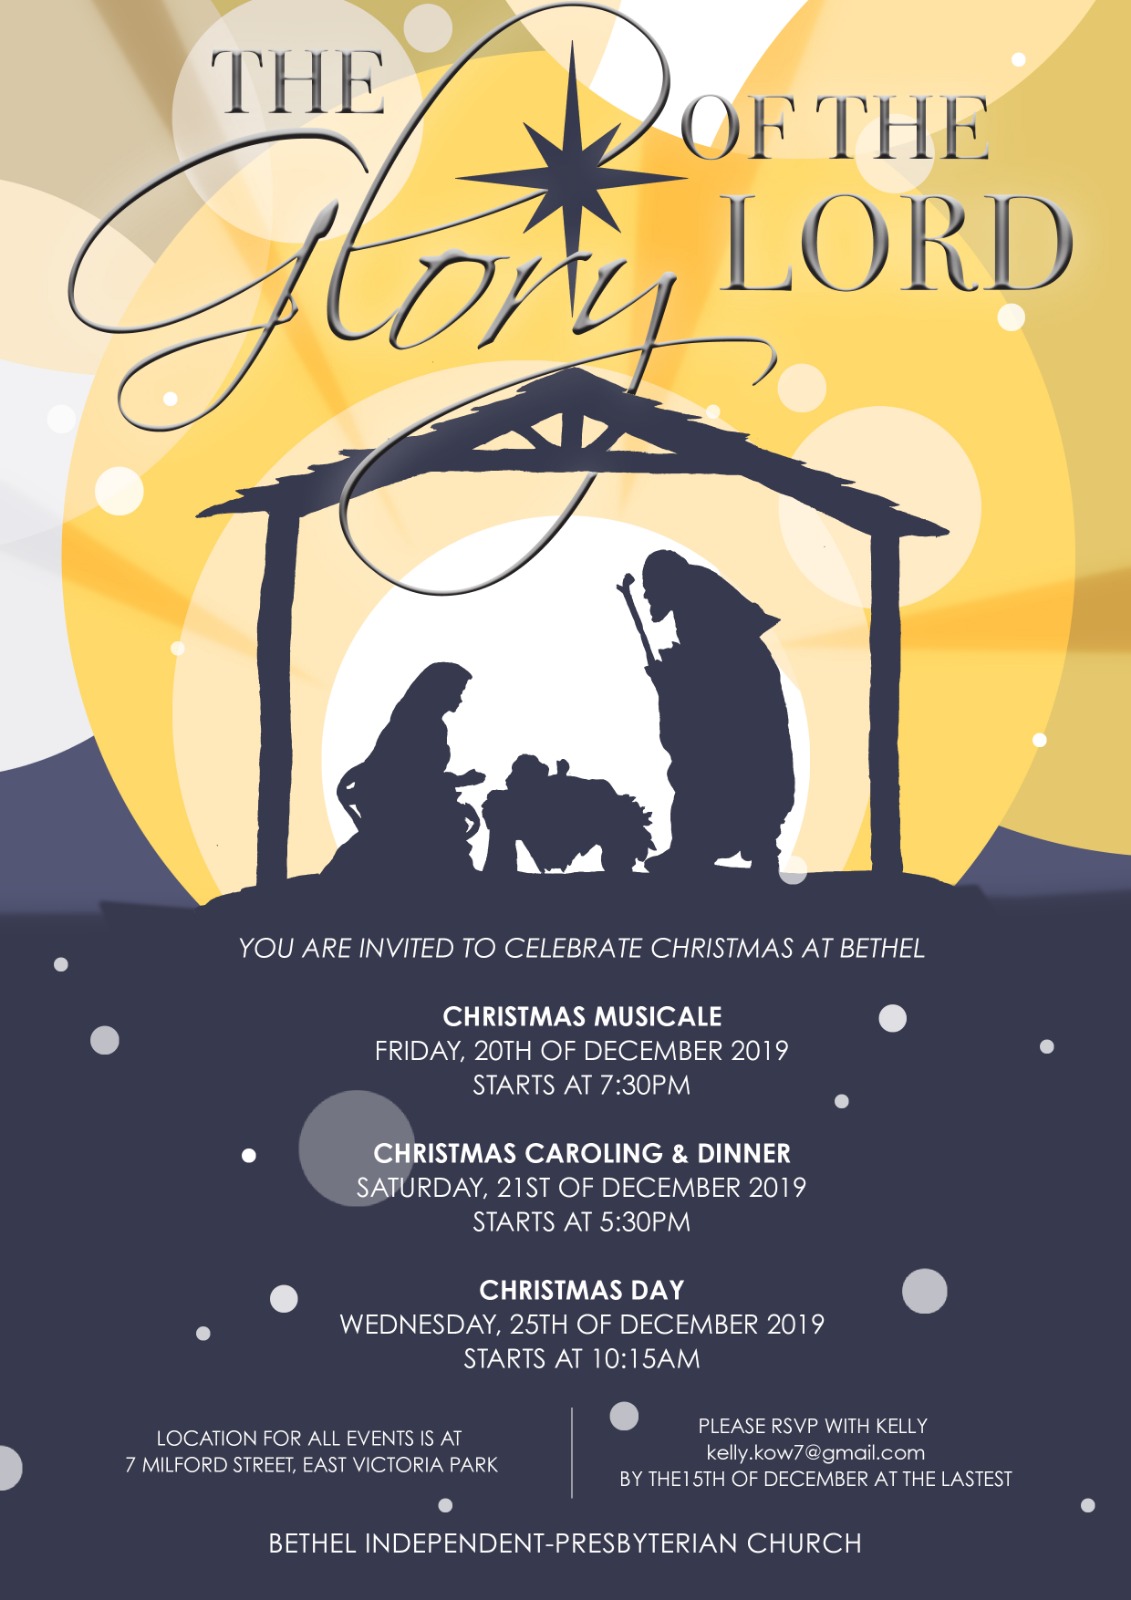 THE
Glory
OF THE
LORD
YOU ARE INVITED TO CELEBRATE CHRISTMAS AT BETHEL
CHRISTMAS MUSICALE
FRIDAY, 20TH OF DECEMBER 2019
STARTS AT 7:30PM
CHRISTMAS CAROLING & DINNER
SATURDAY, 21ST OF DECEMBER 2019
STARTS AT 5:30PM
CHRISTMAS DAY
WEDNESDAY, 25TH OF DECEMBER 2019
STARTS AT 10:15AM
LOCATION FOR ALL EVENTS IS AT
7 MILFORD STREET, EAST VICTORIA PARK
PLEASE RSVP WITH KELLY
kelly.kow7@gmail.com
BY THE15TH OF DECEMBER AT THE LASTEST
BETHEL INDEPENDENT-PRESBYTERIAN CHURCH